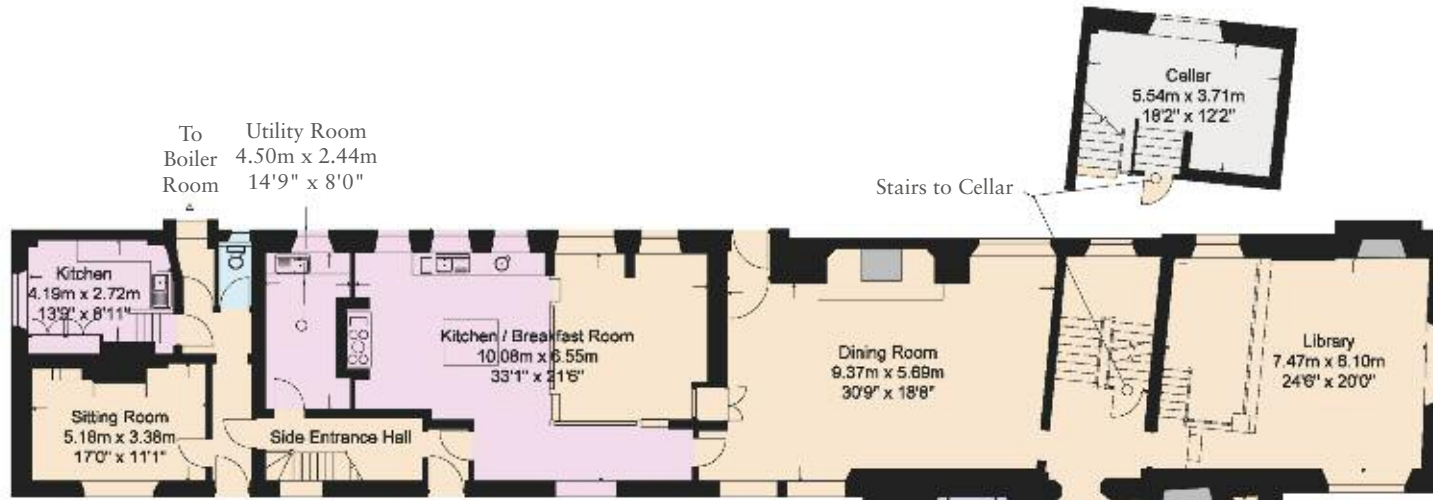 Cellar
5.54m x 3.71m
18'2" x 12'2"
To
Boiler
Room
Utility Room
4.50m x 2.44m
14'9" x 8'0"
Stairs to Cellar
Kitchen
4.19m x 2.72m
13'9" x 8'11"
Kitchen / Breakfast Room
10.08m x 6.55m
33'1" x 21'6"
Dining Room
9.37m x 5.69m
30'9" x 18'8"
Library
7.47m x 6.10m
24'6" x 20'0"
Sitting Room
5.18m x 3.38m
17'0" x 11'1"
Side Entrance Hall